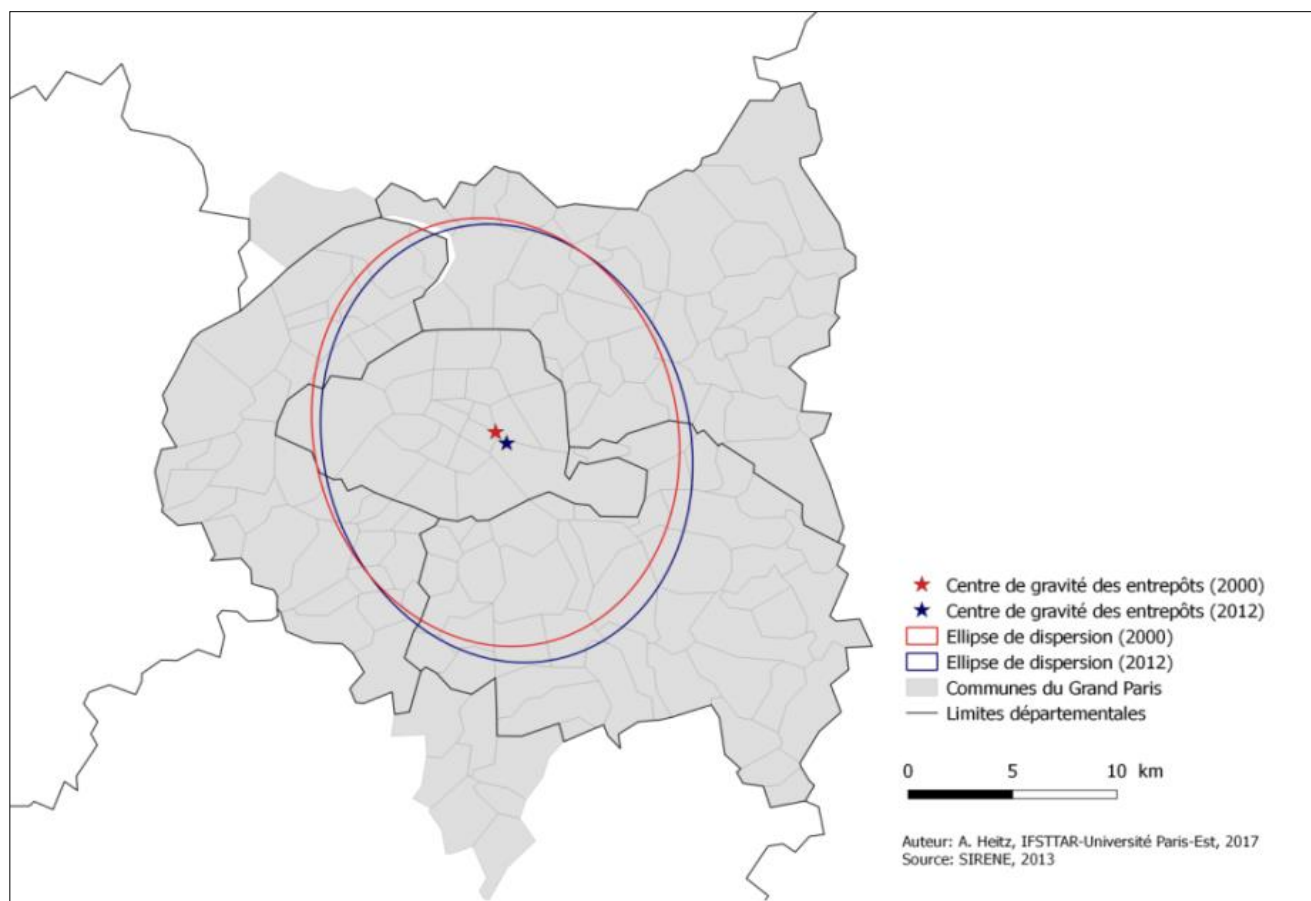 Centre de gravité des entrepôts (2000)
Centre de gravité des entrepôts (2012)
Ellipse de dispersion (2000)
Ellipse de dispersion (2012)
Communes du Grand Paris
Limites départementales
0 5 10 km
Auteur: A. Heitz, IFSTTAR-Université Paris-Est, 2017
Source: SIRENE, 2013